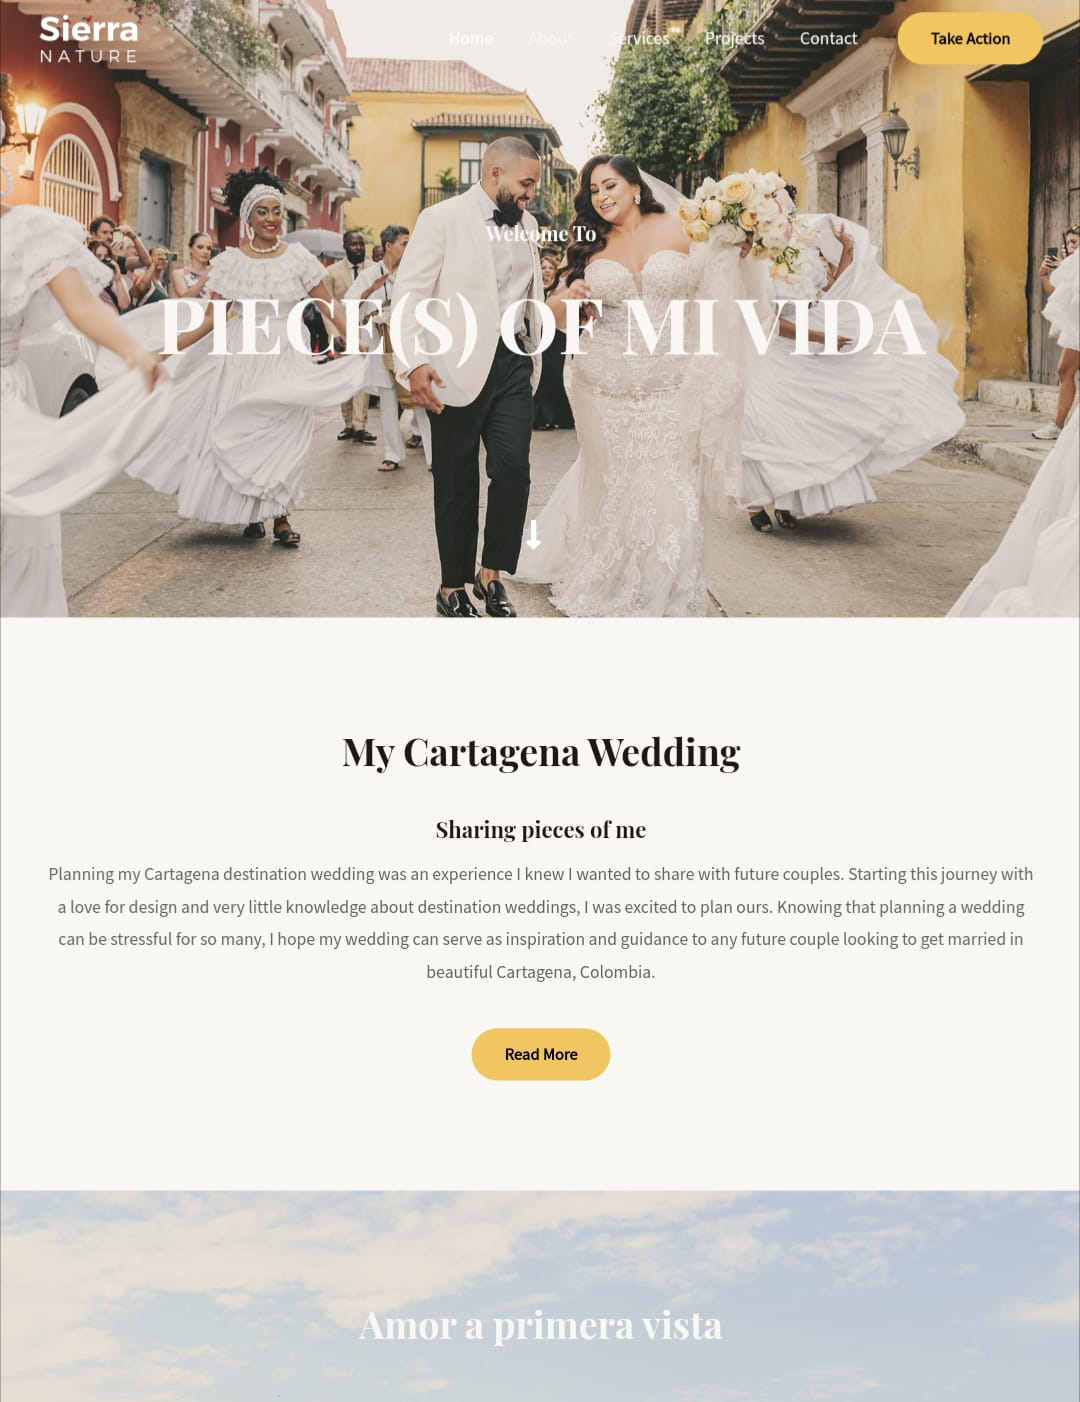 Sierra
NATURE
Home About Services Projects Contact Take Action
Welcome To
PIECE(S) OF MI VIDA
My Cartagena Wedding
Sharing pieces of me
Planning my Cartagena destination wedding was an experience I knew I wanted to share with future couples. Starting this journey with
a love for design and very little knowledge about destination weddings, I was excited to plan ours. Knowing that planning a wedding
can be stressful for so many, I hope my wedding can serve as inspiration and guidance to any future couple looking to get married in
beautiful Cartagena, Colombia.
Read More
Amor a primera vista